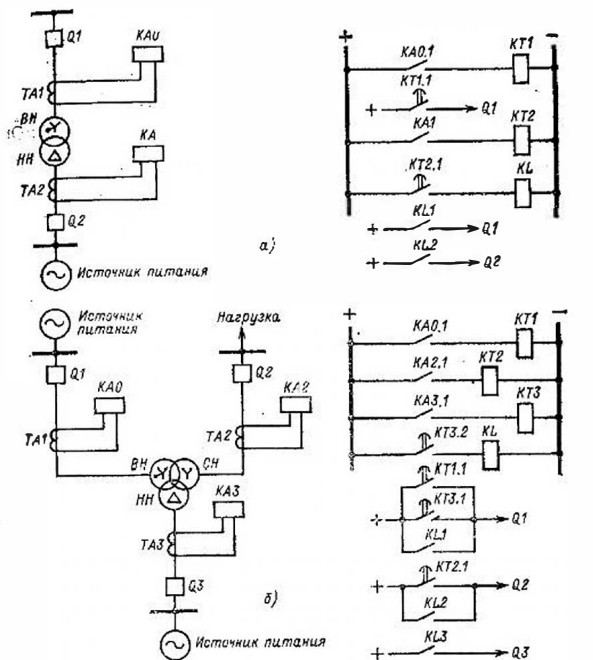 Q1
KA0
TA1
ВН
НН
KA
TA2
Q2
Источник питания
а)
+
−
KA0.1
KT1
KT1.1
+
Q1
KA1
KT2
KT2.1
KL
+
KL1
Q1
+
KL2
Q2
Источник
питания
Нагрузка
Q1
Q2
KA0
KA2
TA1
TA2
ВН
СН
НН
KA3
TA3
Q3
б)
Источник питания
+
−
KA0.1
KT1
KA2.1
KT2
KA3.1
KT3
KT3.2
KL
KT1.1
+
KT3.1
Q1
KL1
+
KT2.1
Q2
KL2
+
KL3
Q3